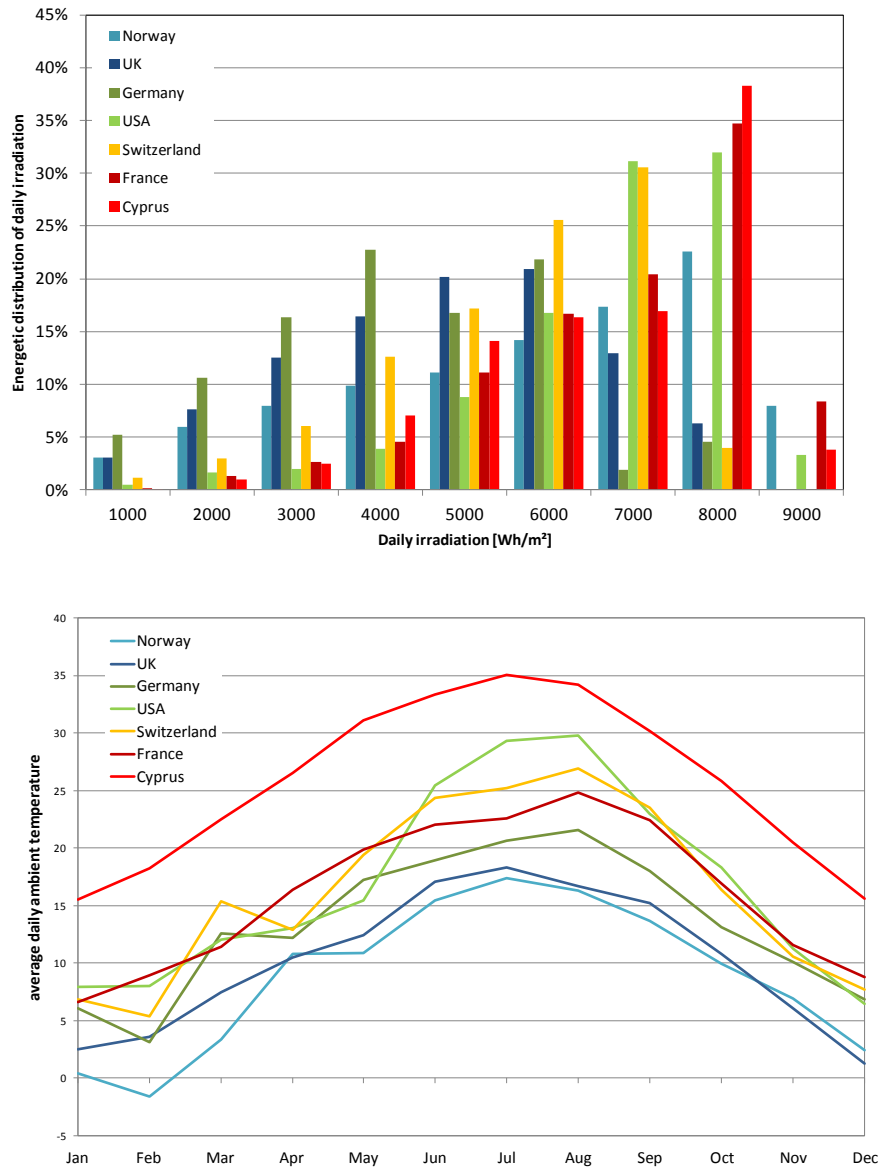 45%
40%
35%
30%
25%
20%
15%
10%
5%
0%
Energetic distribution of daily irradiation
Norway
UK
Germany
USA
Switzerland
France
Cyprus
1000 2000 3000 4000 5000 6000 7000 8000 9000
Daily irradiation [Wh/m²]
40
35
30
25
20
15
10
5
0
-5
average daily ambient temperature
Norway
UK
Germany
USA
Switzerland
France
Cyprus
Jan Feb Mar Apr May Jun Jul Aug Sep Oct Nov Dec